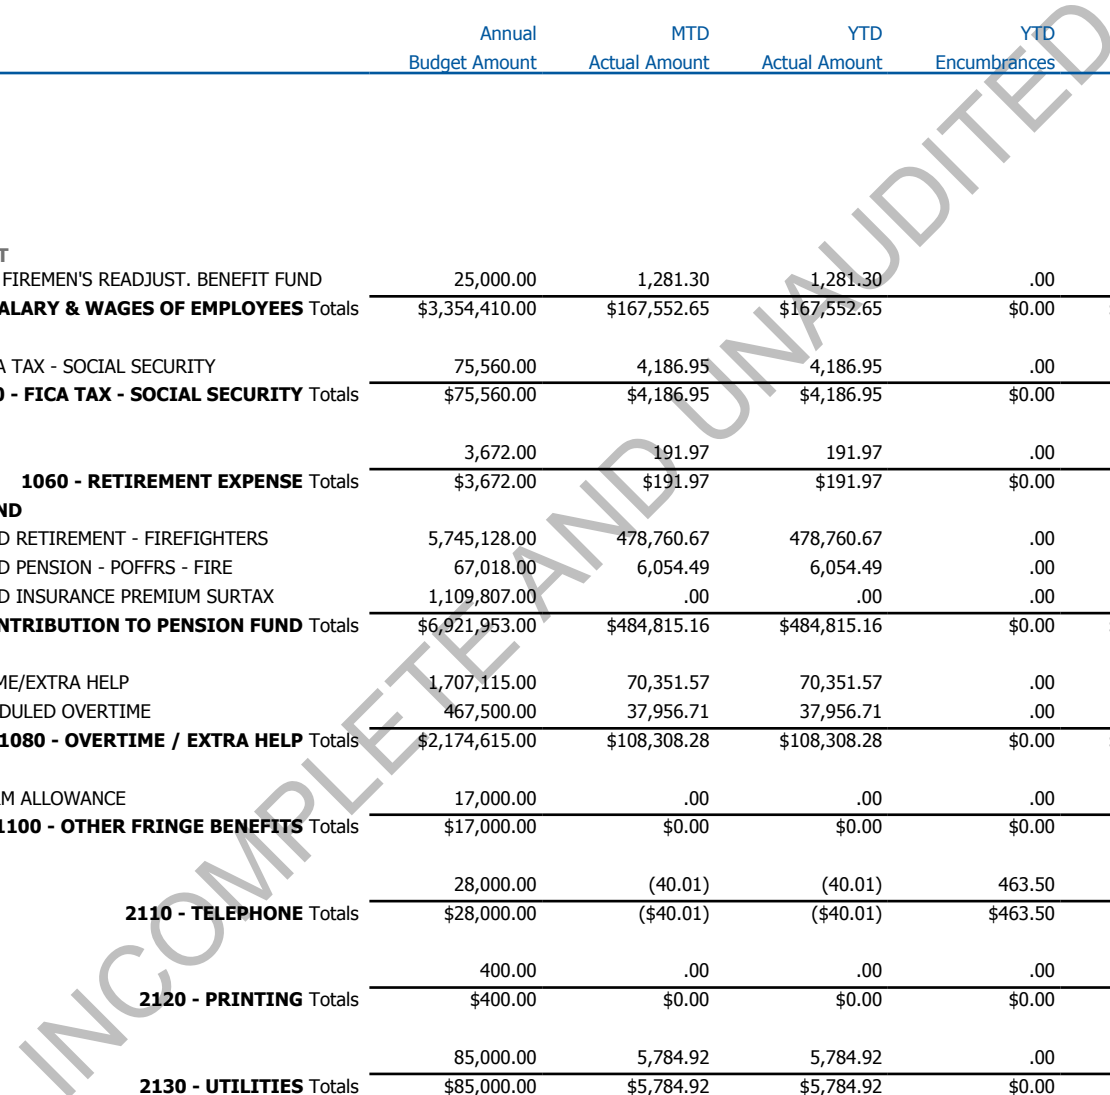 Annual MTD YTD YTD
Budget Amount Actual Amount Actual Amount Encumbrances
T
FIREMEN'S READJUST. BENEFIT FUND 25,000.00 1,281.30 1,281.30 .00
ALARY & WAGES OF EMPLOYEES Totals $3,354,410.00 $167,552.65 $167,552.65 $0.00
A TAX - SOCIAL SECURITY 75,560.00 4,186.95 4,186.95 .00
0 - FICA TAX - SOCIAL SECURITY Totals $75,560.00 $4,186.95 $4,186.95 $0.00
3,672.00 191.97 191.97 .00
1060 - RETIREMENT EXPENSE Totals $3,672.00 $191.97 $191.97 $0.00
ND
D RETIREMENT - FIREFIGHTERS 5,745,128.00 478,760.67 478,760.67 .00
D PENSION - POFFRS - FIRE 67,018.00 6,054.49 6,054.49 .00
D INSURANCE PREMIUM SURTAX 1,109,807.00 .00 .00 .00
NTRIBUTION TO PENSION FUND Totals $6,921,953.00 $484,815.16 $484,815.16 $0.00
ME/EXTRA HELP 1,707,115.00 70,351.57 70,351.57 .00
DULED OVERTIME 467,500.00 37,956.71 37,956.71 .00
1080 - OVERTIME / EXTRA HELP Totals $2,174,615.00 $108,308.28 $108,308.28 $0.00
M ALLOWANCE 17,000.00 .00 .00 .00
1100 - OTHER FRINGE BENEFITS Totals $17,000.00 $0.00 $0.00 $0.00
28,000.00 (40.01) (40.01) 463.50
2110 - TELEPHONE Totals $28,000.00 ($40.01) ($40.01) $463.50
400.00 .00 .00 .00
2120 - PRINTING Totals $400.00 $0.00 $0.00 $0.00
85,000.00 5,784.92 5,784.92 .00
2130 - UTILITIES Totals $85,000.00 $5,784.92 $5,784.92 $0.00
INCOMPLETE AND UNAUDITED